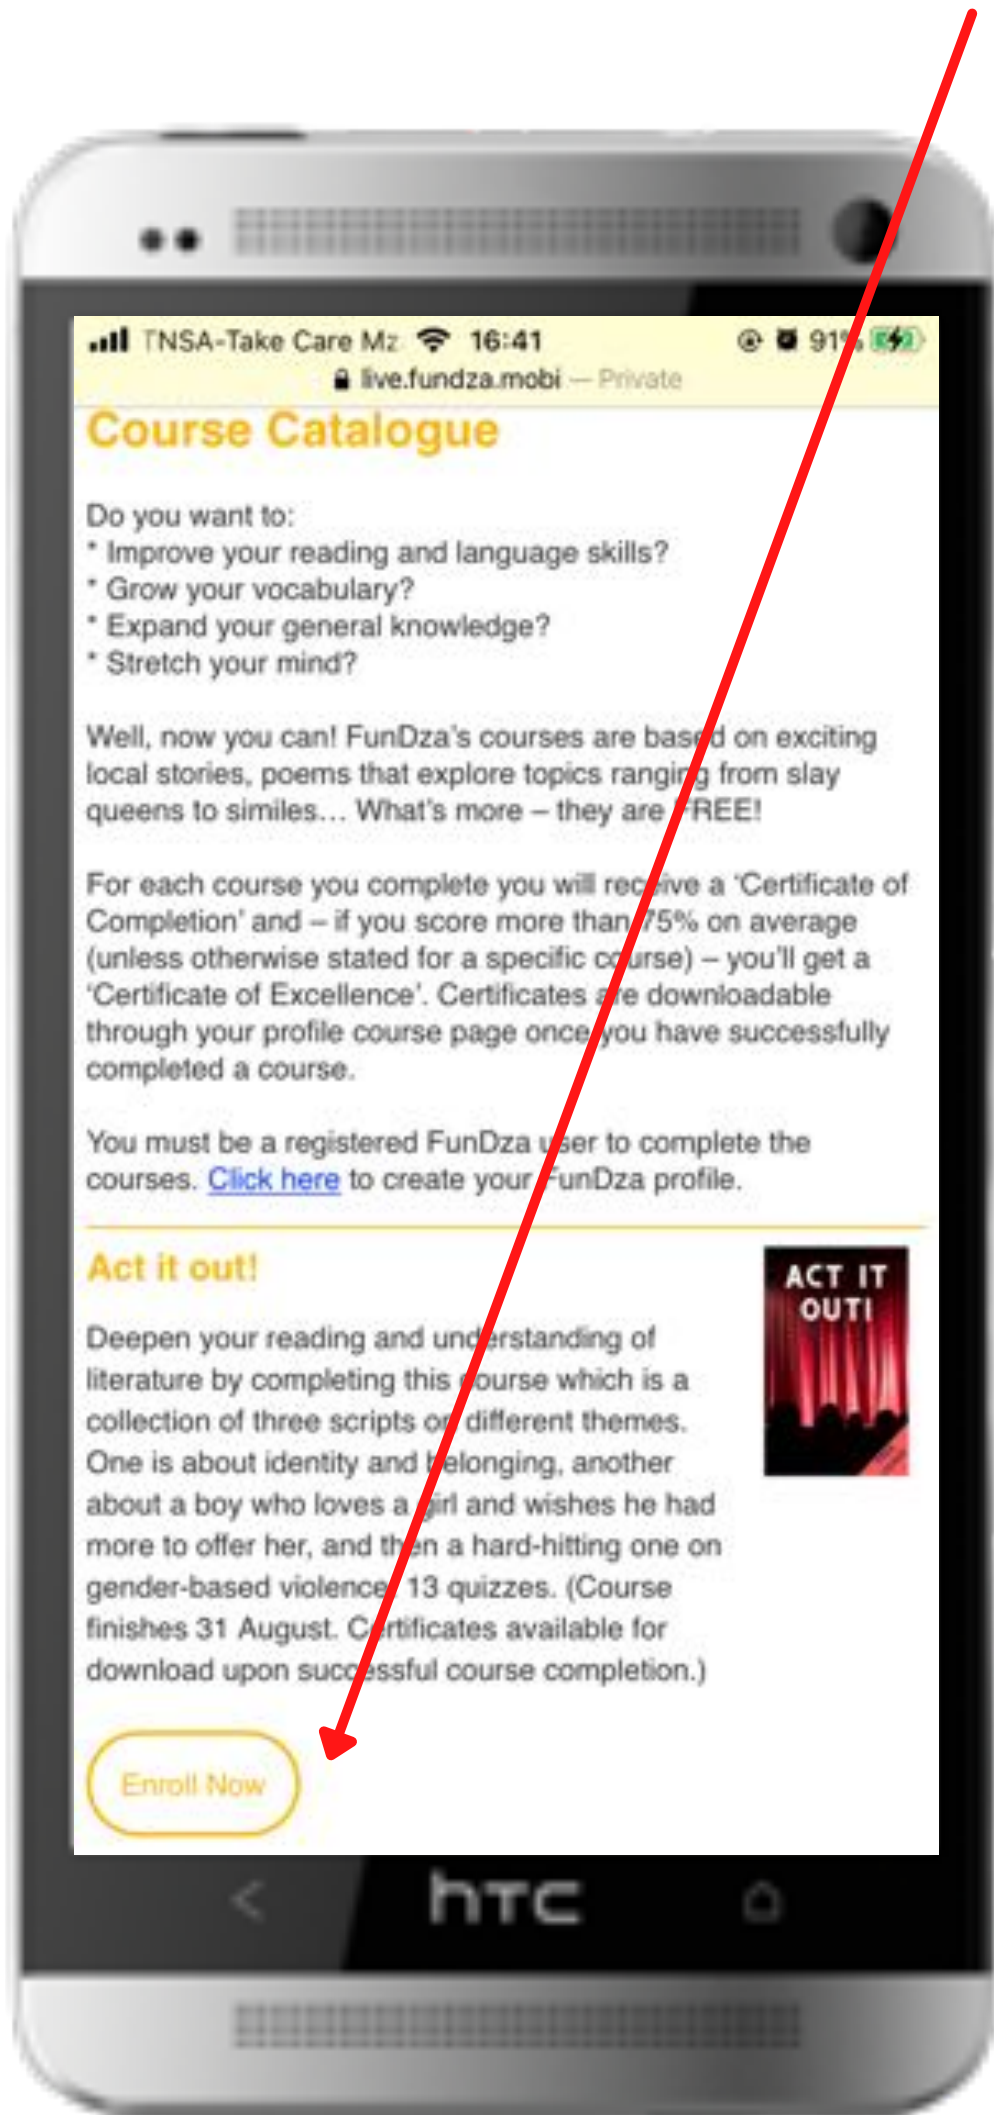 TNSA-Take Care Mz 16:41 91%
live.fundza.mobi — Private
Course Catalogue
Do you want to:
* Improve your reading and language skills?
* Grow your vocabulary?
* Expand your general knowledge?
* Stretch your mind?
Well, now you can! FunDza's courses are based on exciting
local stories, poems that explore topics ranging from slay
queens to similes... What's more – they are FREE!
For each course you complete you will receive a 'Certificate of
Completion' and – if you score more than 75% on average
(unless otherwise stated for a specific course) – you'll get a
'Certificate of Excellence'. Certificates are downloadable
through your profile course page once you have successfully
completed a course.
You must be a registered FunDza user to complete the
courses. Click here to create your FunDza profile.
Act it out!
ACT IT
OUT!
Deepen your reading and understanding of
literature by completing this course which is a
collection of three scripts on different themes.
One is about identity and belonging, another
about a boy who loves a girl and wishes he had
more to offer her, and then a hard-hitting one on
gender-based violence. 13 quizzes. (Course
finishes 31 August. Certificates available for
download upon successful course completion.)
Enroll Now
hTC